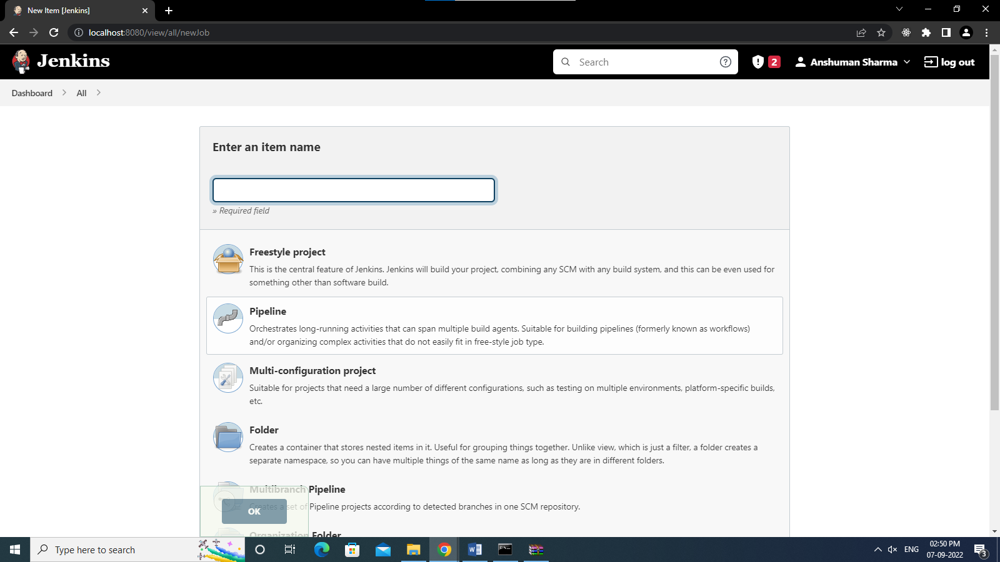 New Item [Jenkins]
localhost:8080/view/all/newJob
Jenkins
Search
2
Anshuman Sharma
log out
Dashboard
All
Enter an item name
» Required field
Freestyle project
This is the central feature of Jenkins. Jenkins will build your project, combining any SCM with any build system, and this can be even used for
something other than software build.
Pipeline
Orchestrates long-running activities that can span multiple build agents. Suitable for building pipelines (formerly known as workflows)
and/or organizing complex activities that do not easily fit in free-style job type.
Multi-configuration project
Suitable for projects that need a large number of different configurations, such as testing on multiple environments, platform-specific builds,
etc.
Folder
Creates a container that stores nested items in it. Useful for grouping things together. Unlike view, which is just a filter, a folder creates a
separate namespace, so you can have multiple things of the same name as long as they are in different folders.
Multibranch Pipeline
Creates a set of Pipeline projects according to detected branches in one SCM repository.
OK
Organization Folder
Type here to search
ENG
02:50 PM
07-09-2022
3